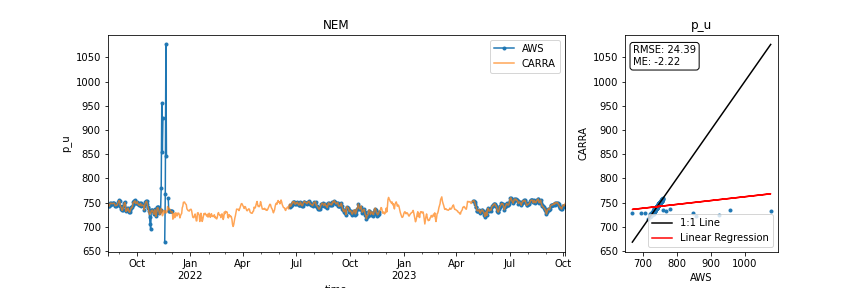 NEM
p_u
1050
1000
950
900
850
800
750
700
650
AWS
CARRA
Oct
Jan
2022
Apr
Jul
Oct
Jan
2023
Apr
Jul
Oct
time
p_u
CARRA
1050
1000
950
900
850
800
750
700
650
RMSE: 24.39
ME: -2.22
1:1 Line
Linear Regression
700
800
900
1000
AWS